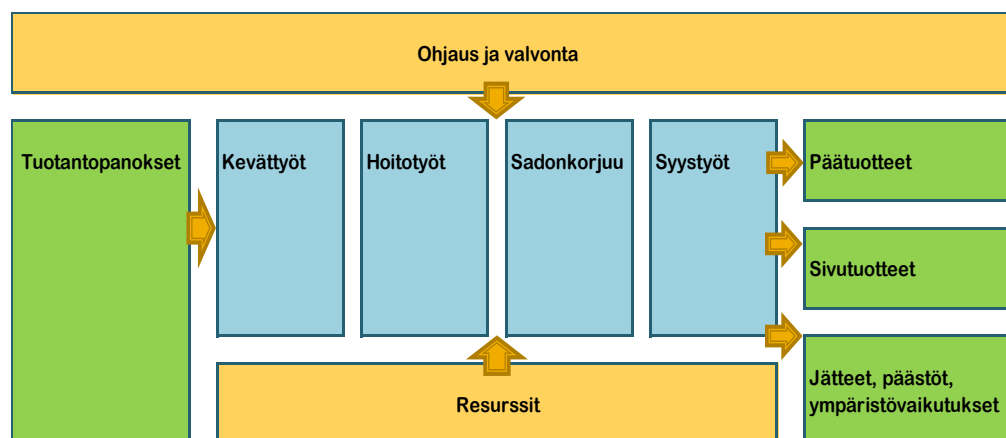 Ohjaus ja valvonta
Tuotantopanokset
Kevättyöt
Hoitotyöt
Sadonkorjuu
Syystyöt
Päätuotteet
Sivutuotteet
Jätteet, päästöt,
ympäristövaikutukset
Resurssit